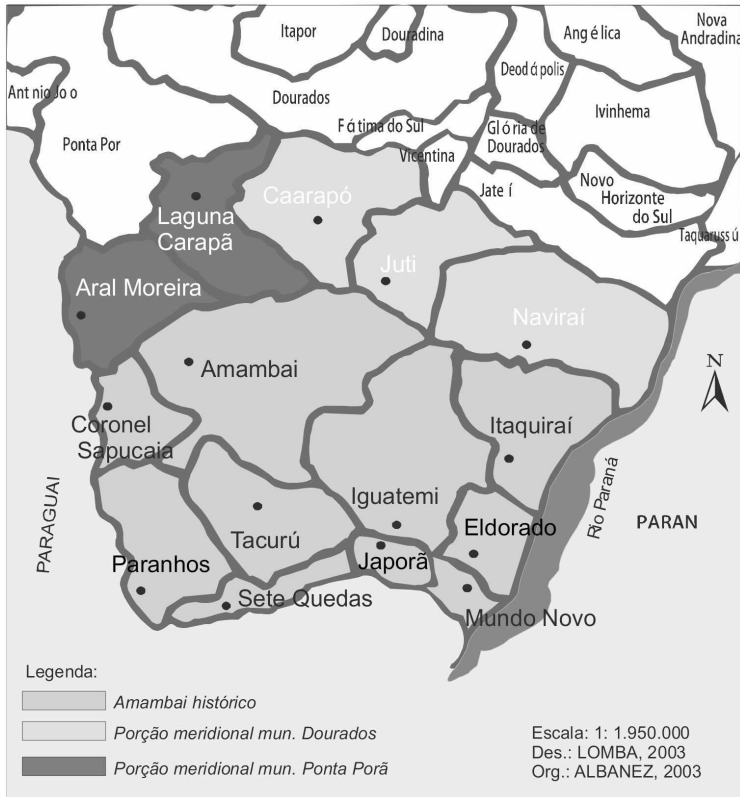 Itapor
Douradina
Ang é lica
Nova
Andradina
Deod á polis
Ant nio Jo o
Dourados
Ivinhema
F á tima do Sul
Gl ó ria de
Dourados
Ponta Por
Vicentina
Novo
Horizonte
do Sul
Jate í
Caarapó
Laguna
Carapã
Taquaruss ú
Juti
Aral Moreira
Naviraí
N
Amambai
Coronel
Sapucaia
Itaquiraí
Iguatemi
Rio Paraná
PARAN
PARAGUAI
Tacurú
Eldorado
Paranhos
Japorã
Sete Quedas
Mundo Novo
Legenda:
Amambai histórico
Porção meridional mun. Dourados
Porção meridional mun. Ponta Porã
Escala: 1: 1.950.000
Des.: LOMBA, 2003
Org.: ALBANEZ, 2003